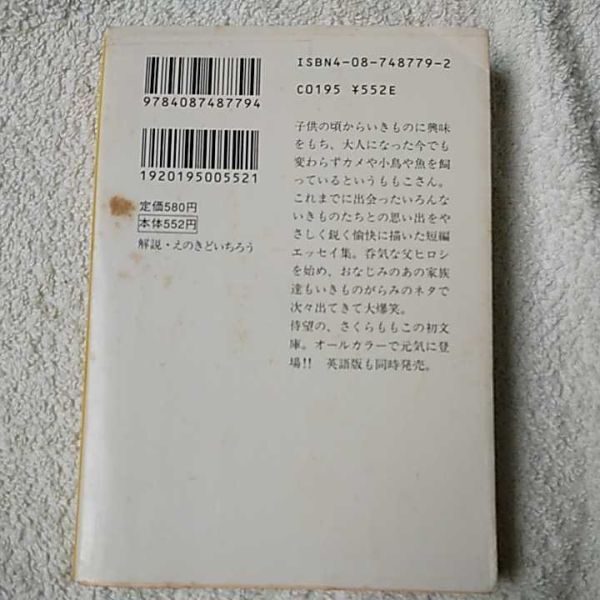 ISBN4-08-748779-2
C0195 ¥552E
9784087487794
1920195005521
定価580円
本体552円
解説・えのきどいちろう
子供の頃からいきものに興味
をもち、大人になった今でも
変わらずカメや小鳥や魚を飼
っているというももこさん。
これまでに出会ったいろんな
いきものたちとの思い出をや
さしく鋭く愉快に描いた短編
エッセイ集。呑気な父ヒロシ
を始め、おなじみのあの家族
達もいきものがらみのネタで
次々出てきて大爆笑。
待望の、さくらももこの初文
庫。オールカラーで元気に登
場!! 英語版も同時発売。